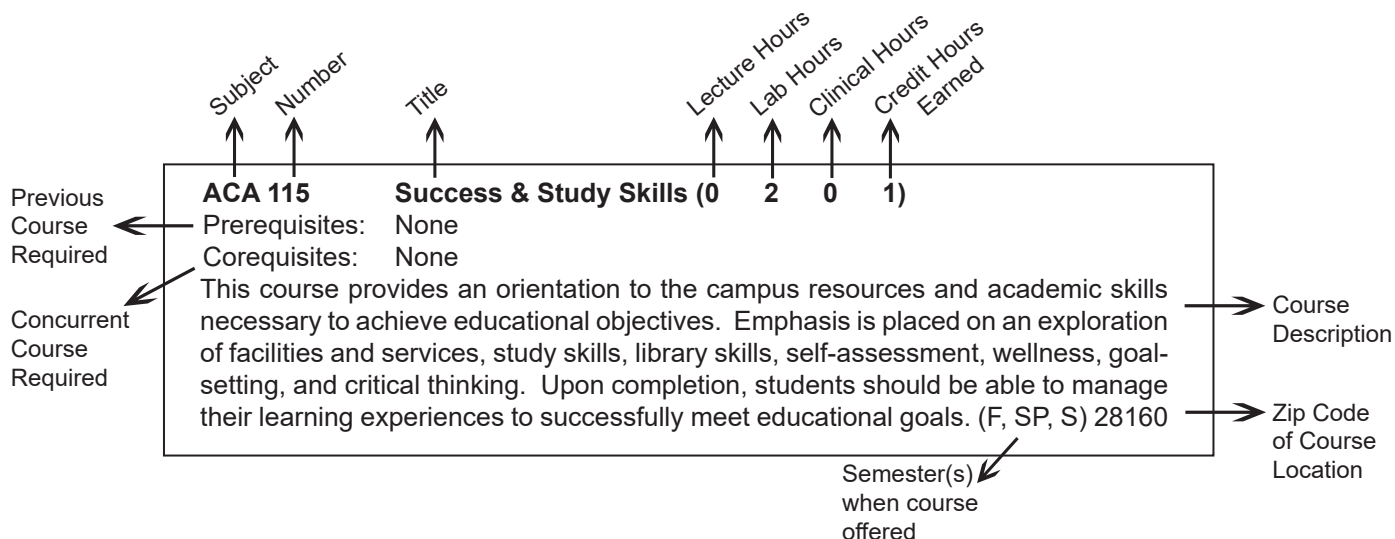 Subject
Number
Title
Lecture Hours
Lab Hours
Clinical Hours
Credit Hours
Earned
ACA 115 Success & Study Skills (0 2 0 1)
Previous
Course
Required
Prerequisites: None
Corequisites: None
Concurrent
Course
Required
This course provides an orientation to the campus resources and academic skills
necessary to achieve educational objectives. Emphasis is placed on an exploration
of facilities and services, study skills, library skills, self-assessment, wellness, goal-
setting, and critical thinking. Upon completion, students should be able to manage
their learning experiences to successfully meet educational goals. (F, SP, S) 28160
Course
Description
Zip Code
of Course
Location
Semester(s)
when course
offered